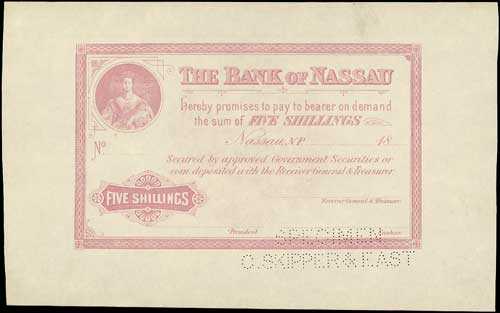 THE BANK OF NASSAU
hereby promises to pay to bearer on demand
the sum of FIVE SHILLINGS
Nassau, N.P. 18
No
Secured by approved Government Securities or
coin deposited with the Receiver General & Treasurer.
Receiver General & Treasurer.
FIVE SHILLINGS
President
SPECIMEN
O.SKIPPER & EAST